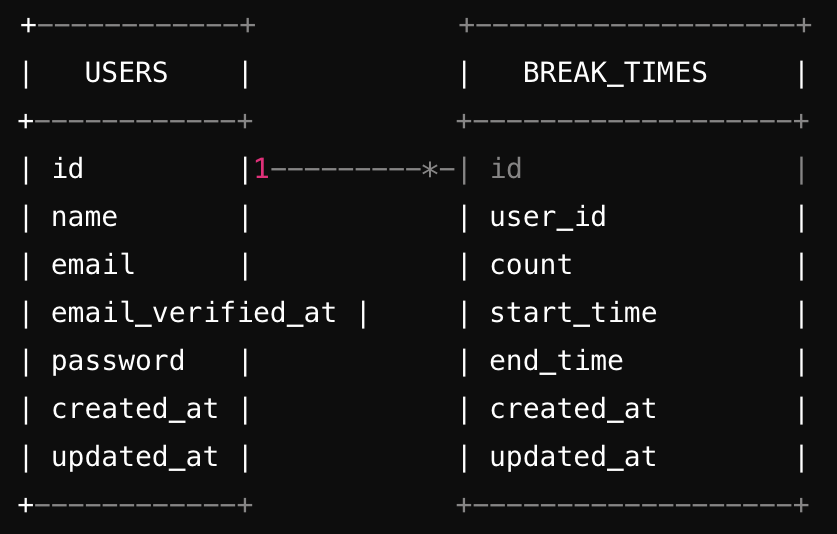 +------------+ +--------------------+
| USERS | | BREAK_TIMES |
+------------+ +--------------------+
| id |1---------*-| id |
| name | | user_id |
| email | | count |
| email_verified_at | | start_time |
| password | | end_time |
| created_at | | created_at |
| updated_at | | updated_at |
+------------+ +--------------------+